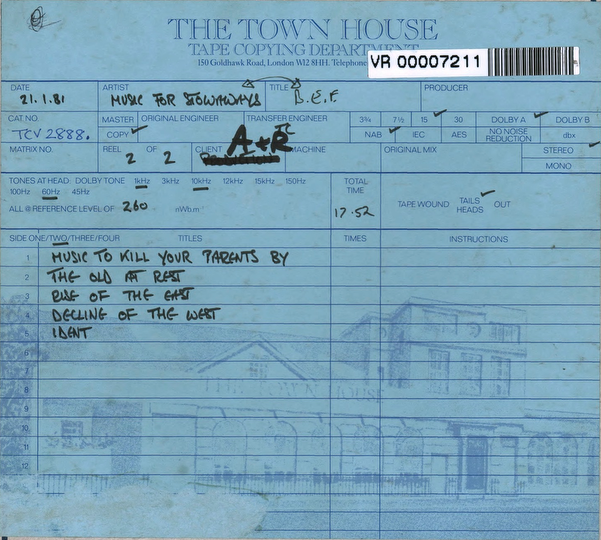 THE TOWN HOUSE
TAPE COPYING DEPARTMENT
150 Goldhawk Road, London W12 8HH. Telephone
VR 00007211
DATE ARTIST TITLE PRODUCER
21.1.81 MUSIC FOR STOWAWAYS B.E.F.
CAT NO. MASTER ORIGINAL ENGINEER TRANSFER ENGINEER 3¾ 7½ 15 30 DOLBY A DOLBY B
TCV 2888. COPY NAB IEC AES NO NOISE REDUCTION dbx
MATRIX NO. REEL OF CLIENT MACHINE ORIGINAL MIX STEREO
2 2 A+R MONO
TONES AT HEAD: DOLBY TONE 1kHz 3kHz 10kHz 12kHz 15kHz 150Hz TOTAL TIME
100Hz 60Hz 45Hz
TAPE WOUND TAILS HEADS OUT
ALL @ REFERENCE LEVEL OF 260 nWb.m 17.52
SIDE ONE/TWO/THREE/FOUR TITLES TIMES INSTRUCTIONS
1 MUSIC TO KILL YOUR PARENTS BY
2 THE OLD AT REST
3 RISE OF THE EAST
4 DECLINE OF THE WEST
5 IDENT
6
7
8
9
10
11
12
THE TOWN HOUSE